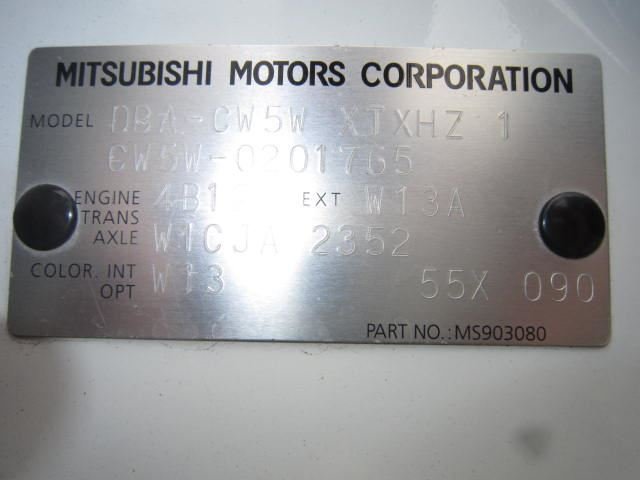 MITSUBISHI MOTORS CORPORATION
MODEL DBA-CW5W XTXHZ 1
CW5W-0201765
ENGINE 4B12 EXT W13A
TRANS
AXLE W1CJA 2352
COLOR. INT W13 55X 090
OPT
PART NO.:MS903080